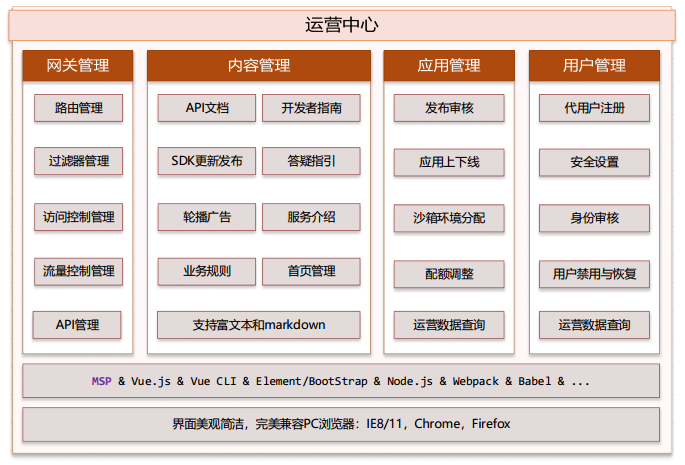 运营中心
网关管理
路由管理
过滤器管理
访问控制管理
流量控制管理
API管理
内容管理
API文档 开发者指南
SDK更新发布 答疑指引
轮播广告 服务介绍
业务规则 首页管理
支持富文本和markdown
应用管理
发布审核
应用上下线
沙箱环境分配
配额调整
运营数据查询
用户管理
代用户注册
安全设置
身份审核
用户禁用与恢复
运营数据查询
MSP & Vue.js & Vue CLI & Element/BootStrap & Node.js & Webpack & Babel & ...
界面美观简洁，完美兼容PC浏览器：IE8/11，Chrome，Firefox